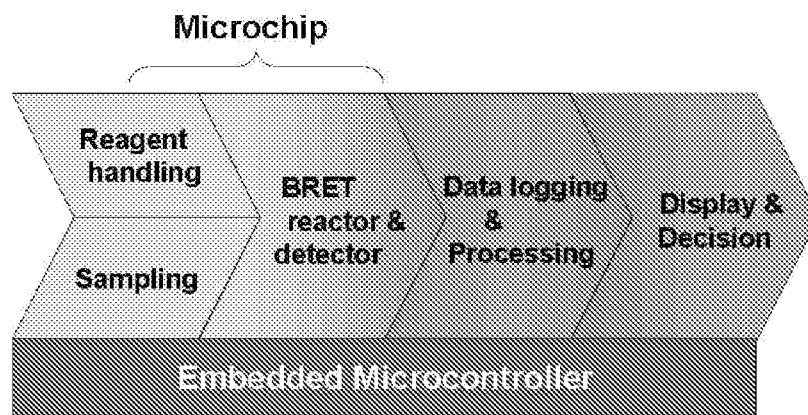 Microchip
Reagent
handling
Sampling
BRET
reactor &
detector
Data logging
&
Processing
Display &
Decision
Embedded Microcontroller